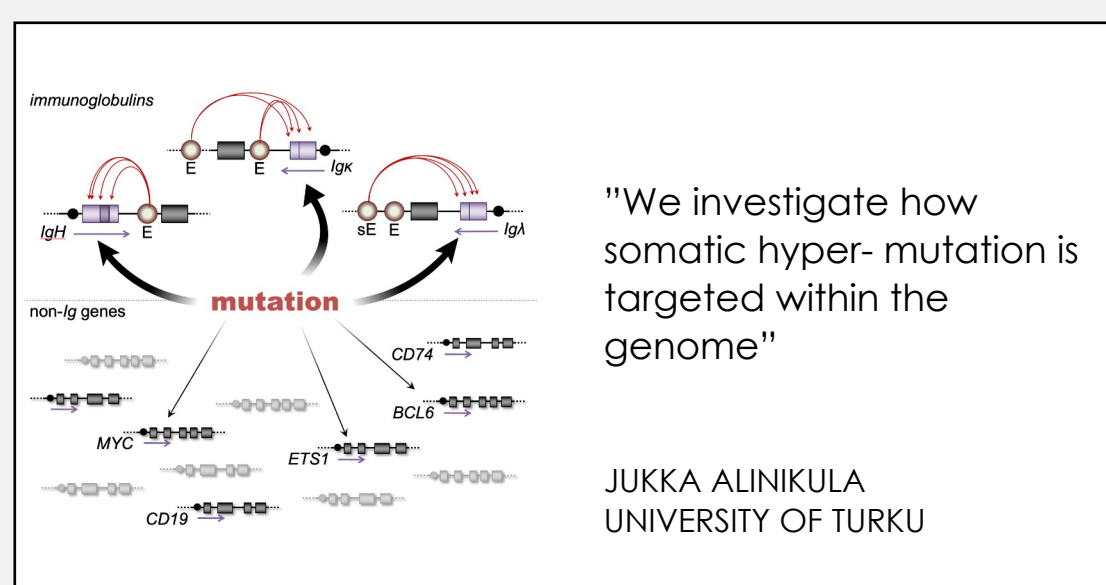 immunoglobulins
E
E
Igκ
IgH
E
sE
E
Igλ
mutation
non-Ig genes
CD74
BCL6
MYC
ETS1
CD19
”We investigate how
somatic hyper- mutation is
targeted within the
genome”
JUKKA ALINIKULA
UNIVERSITY OF TURKU